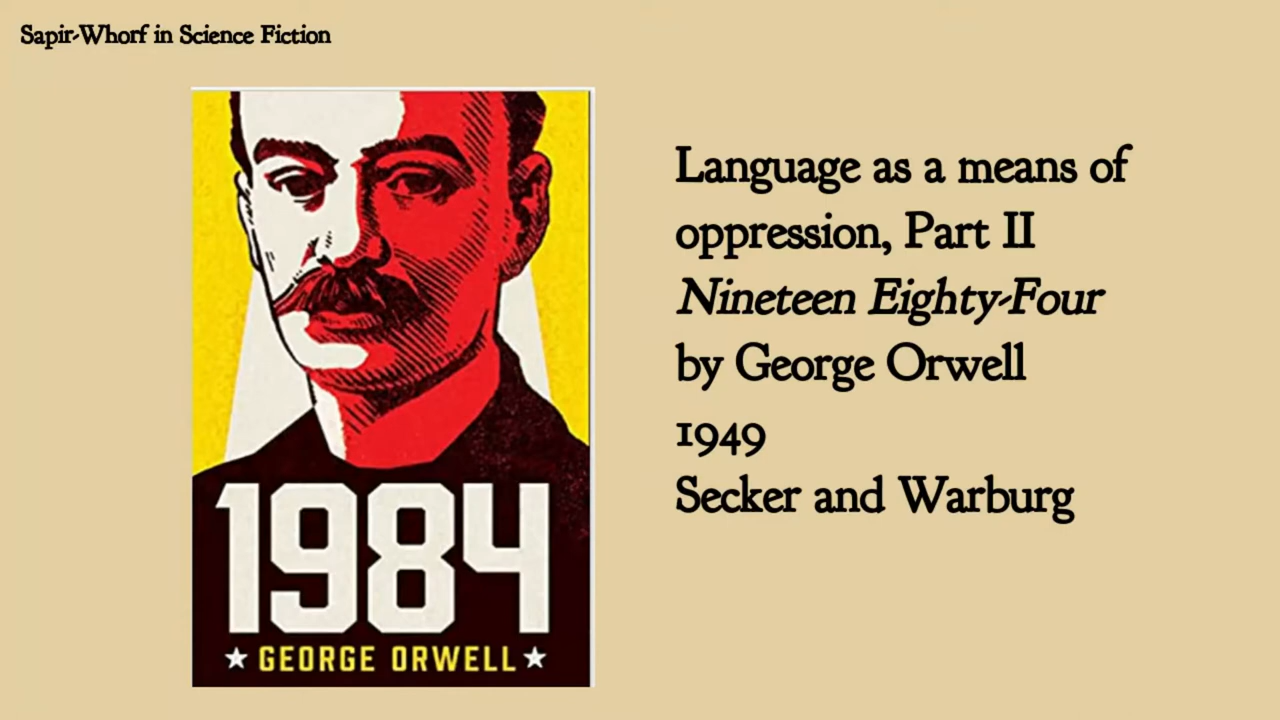 Sapir-Whorf in Science Fiction
1984
GEORGE ORWELL
Language as a means of
oppression, Part II
Nineteen Eighty-Four
by George Orwell
1949
Secker and Warburg